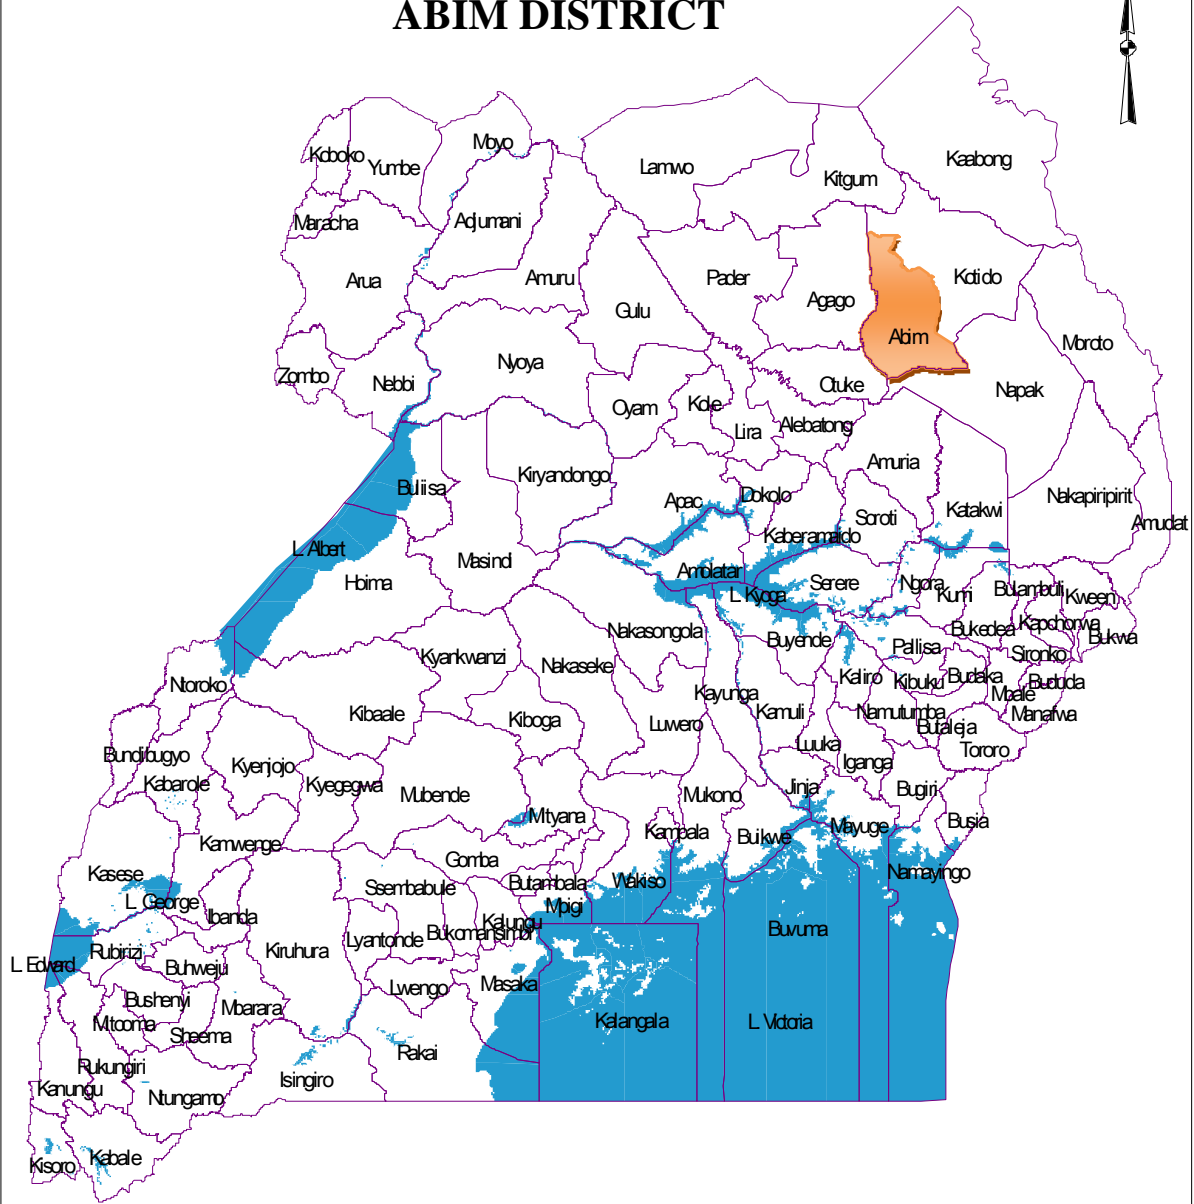 ABIM DISTRICT
Kaabong
Moyo
Koboko
Yumbe
Lamwo
Kitgum
Maracha
Adjumani
Arua
Amuru
Pader
Kotido
Agago
Gulu
Abim
Moroto
Nyoya
Zombo
Nebbi
Otuke
Napak
Oyam
Kole
Lira
Alebatong
Amuria
Kiryandongo
Buliisa
Apac
Dokolo
Nakapiripirit
Katakwi
Soroti
Amudat
Kaberamaido
L. Albert
Masindi
Hoima
Amolatar
Serere
Ngora
Kumi
Bulambuli
Kween
L. Kyoga
Nakasongola
Buyende
Bukedea
Kapchorwa
Bukwa
Pallisa
Sironko
Kyankwanzi
Nakaseke
Ntoroko
Kayunga
Kaliro
Kibuku
Budaka
Mbale
Bududa
Kibaale
Kiboga
Luwero
Kamuli
Namutumba
Butaleja
Manafwa
Luuka
Tororo
Bundibugyo
Kyenjojo
Iganga
Kabarole
Kyegegwa
Mubende
Mukono
Jinja
Bugiri
Mityana
Kampala
Buikwe
Mayuge
Busia
Kamwenge
Gomba
Kasese
Ssembabule
Butambala
Wakiso
Namayingo
L. George
Ibanda
Mpigi
Kalungu
Lyantonde
Bukomansimbi
Buvuma
Rubirizi
Kiruhura
L. Edward
Buhweju
Lwengo
Masaka
Bushenyi
Mbarara
Mitooma
Sheema
Kalangala
L. Victoria
Rakai
Rukungiri
Isingiro
Kanungu
Ntungamo
Kisoro
Kabale